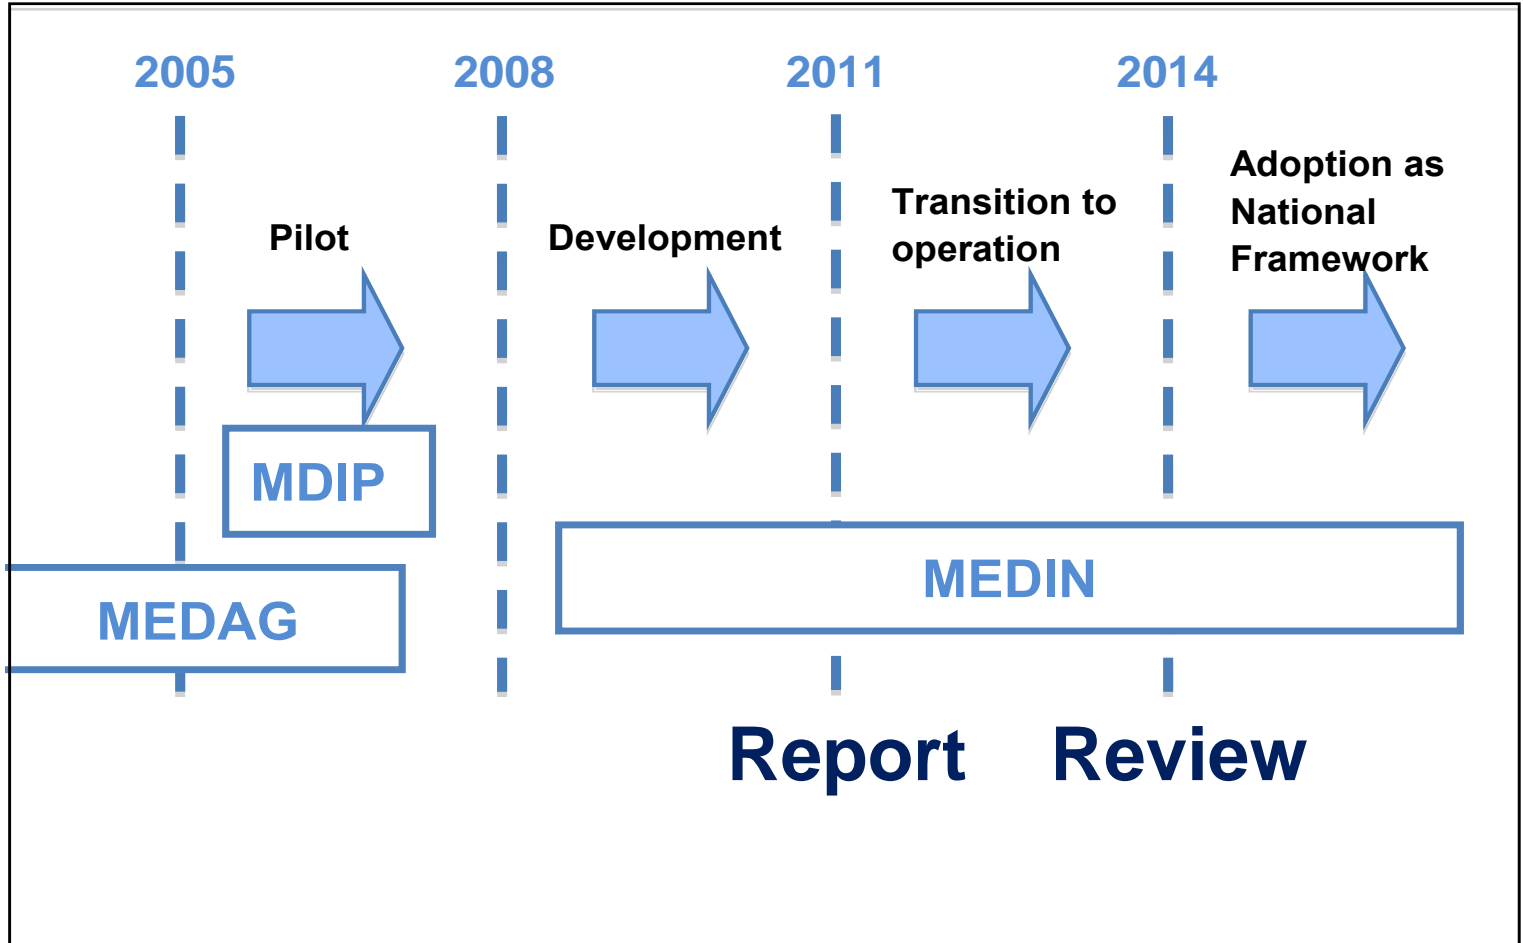 2005
2008
2011
2014
Pilot
Development
Transition to
operation
Adoption as
National
Framework
MDIP
MEDIN
MEDAG
Report
Review